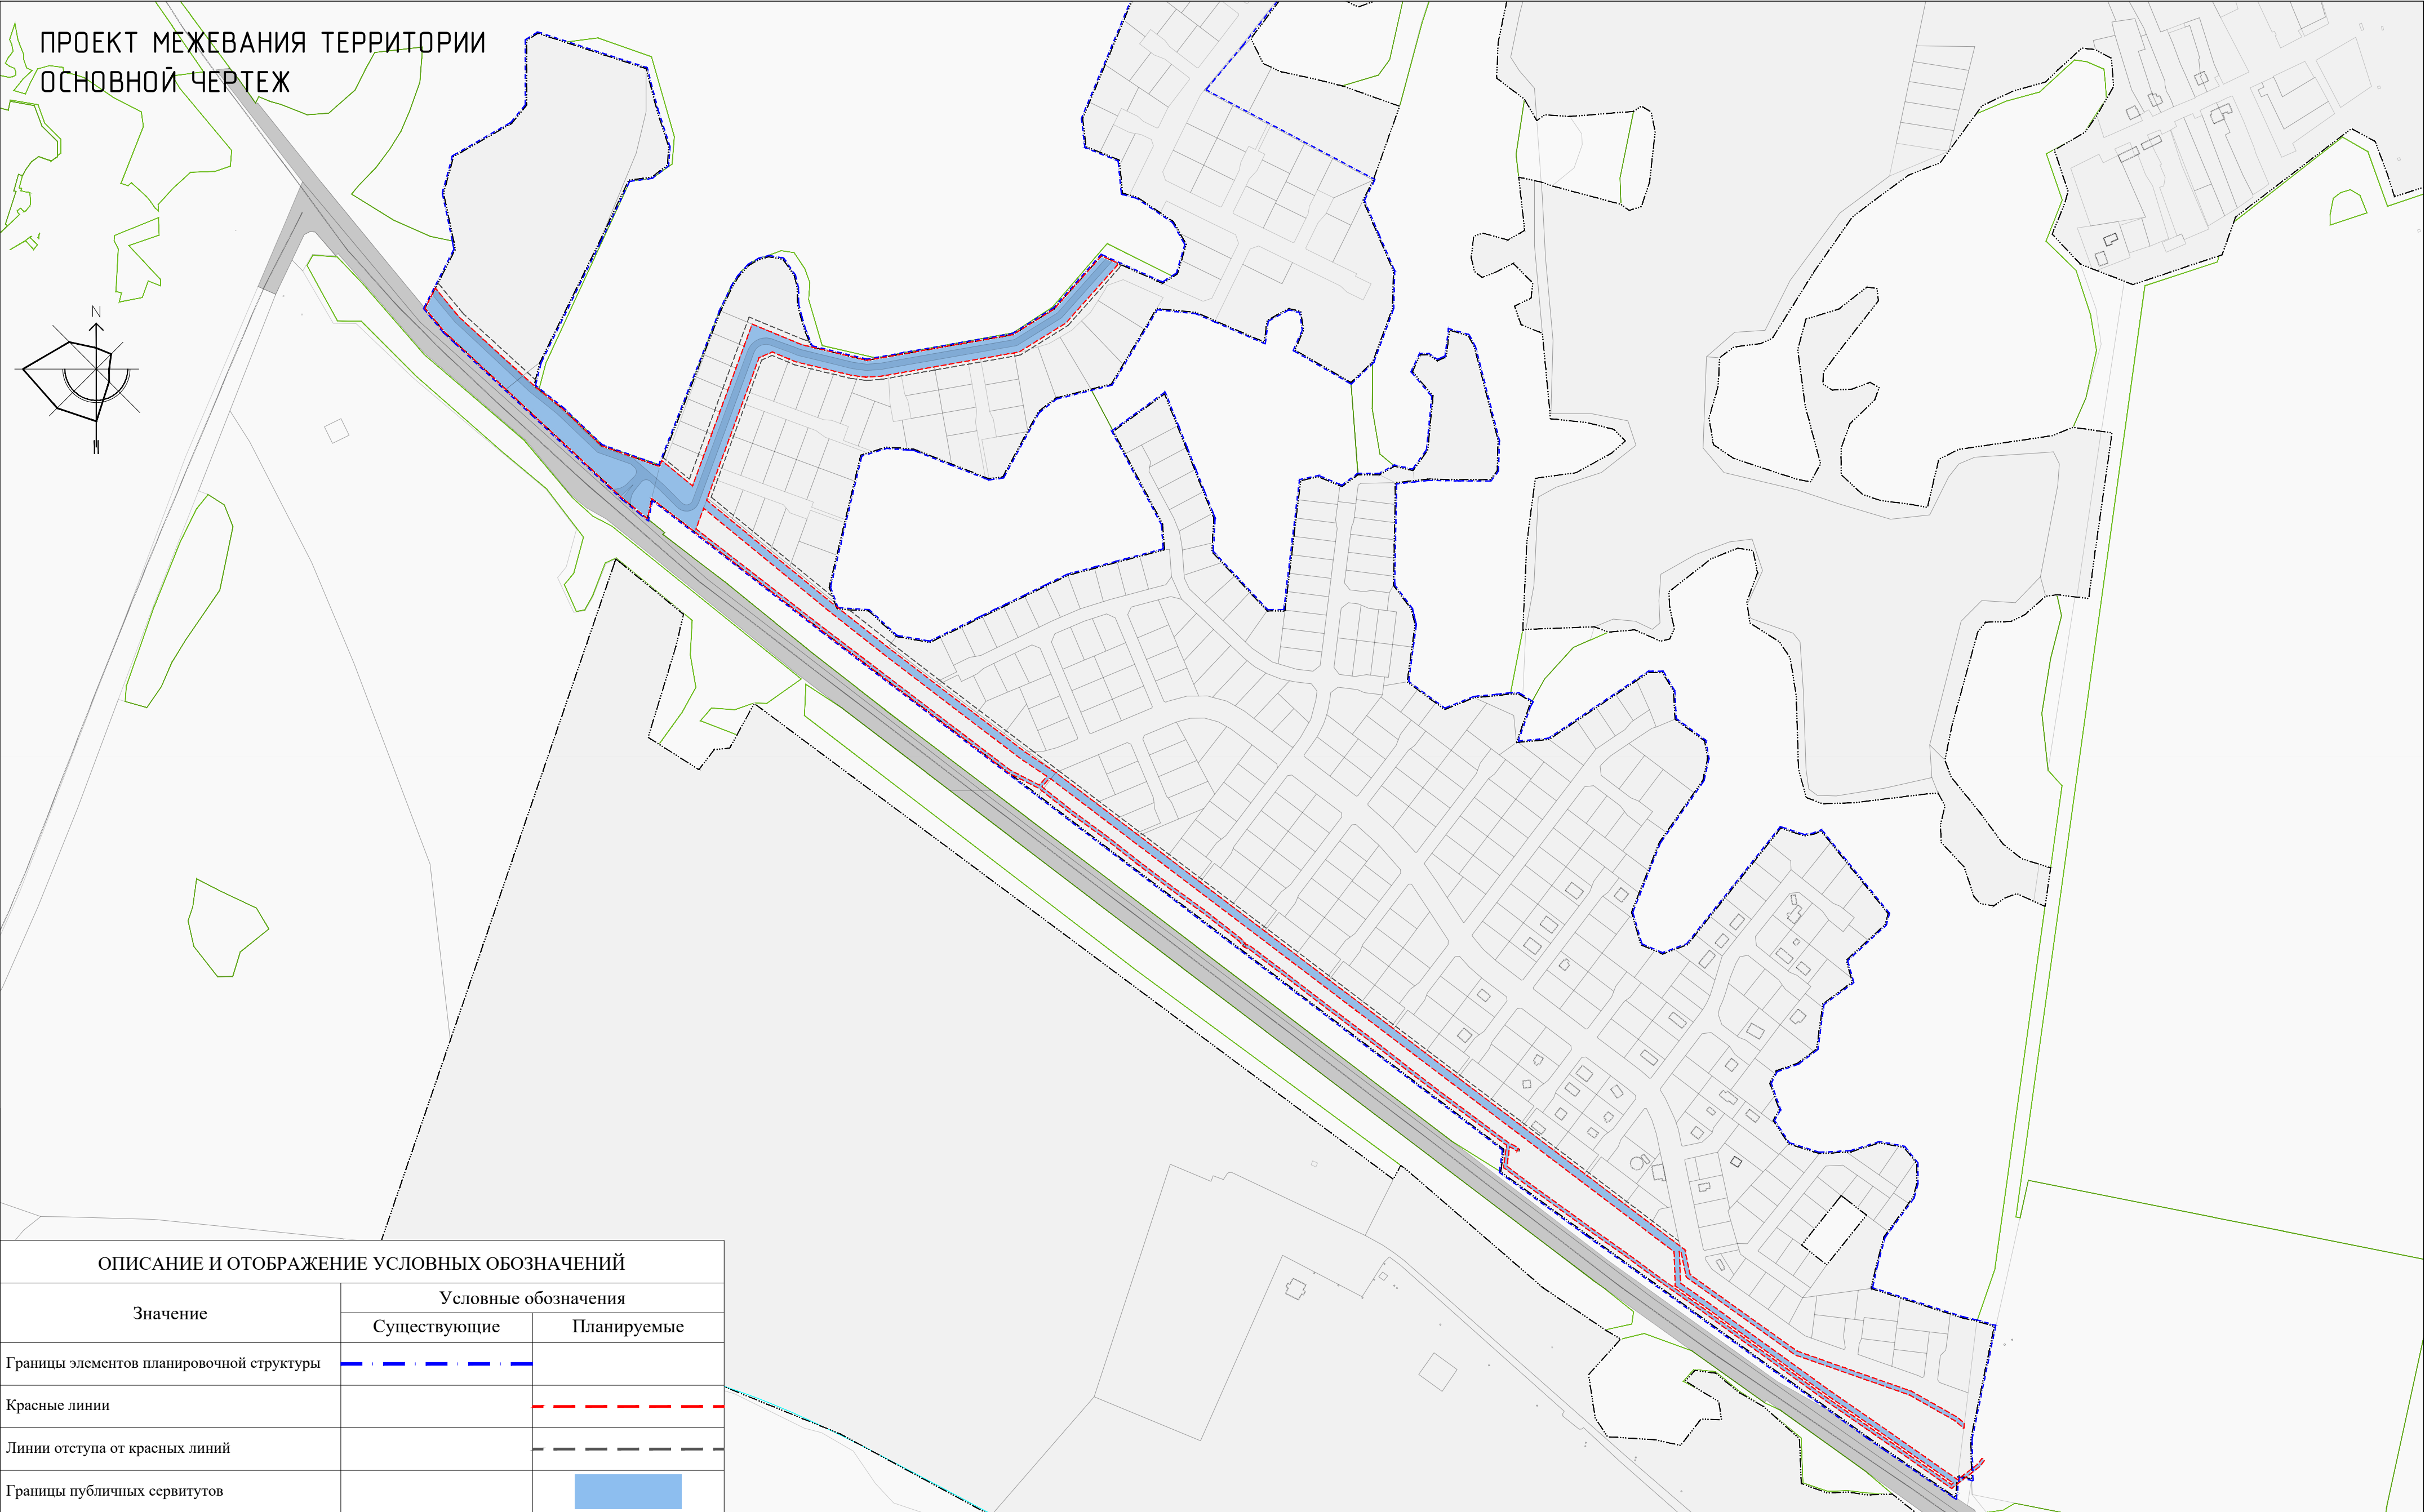 ПРОЕКТ МЕЖЕВАНИЯ ТЕРРИТОРИИ
ОСНОВНОЙ ЧЕРТЕЖ
N
ОПИСАНИЕ И ОТОБРАЖЕНИЕ УСЛОВНЫХ ОБОЗНАЧЕНИЙ
Значение
Условные обозначения
Существующие
Планируемые
Границы элементов планировочной структуры
Красные линии
Линии отступа от красных линий
Границы публичных сервитутов